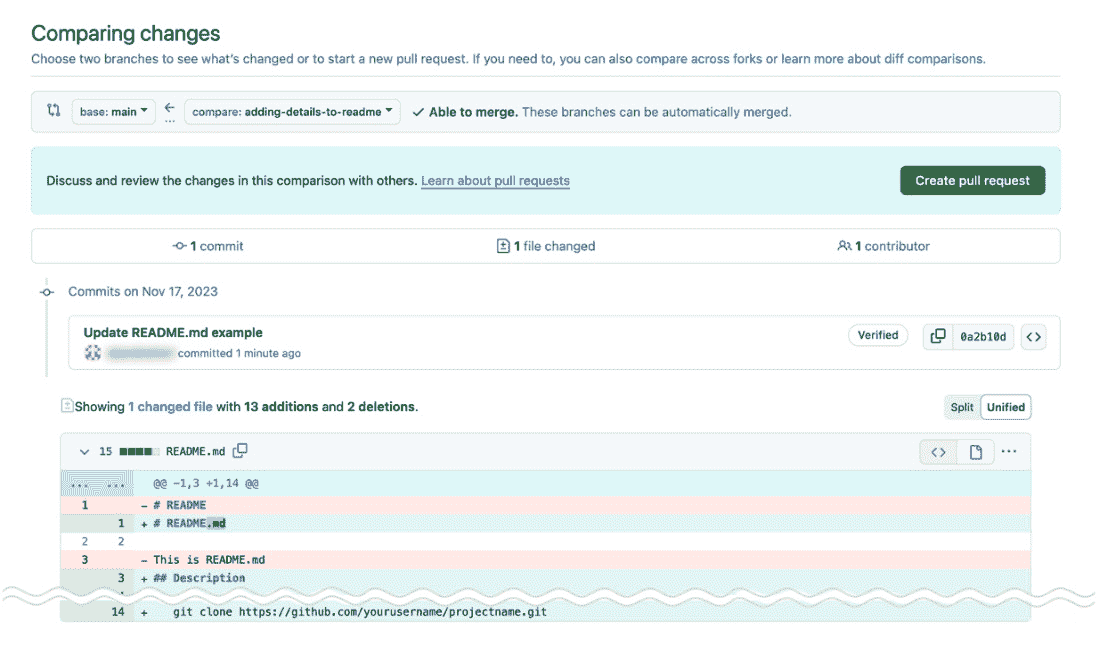 Comparing changes
Choose two branches to see what's changed or to start a new pull request. If you need to, you can also compare across forks or learn more about diff comparisons.
base: main compare: adding-details-to-readme Able to merge. These branches can be automatically merged.
Discuss and review the changes in this comparison with others. Learn about pull requests Create pull request
1 commit 1 file changed 1 contributor
Commits on Nov 17, 2023
Update README.md example Verified 0a2b10d <>
committed 1 minute ago
Showing 1 changed file with 13 additions and 2 deletions. Split Unified
15 README.md <> ...
... ... @@ -1,3 +1,14 @@
1 - # README
1 + # README.md
2 2
3 - This is README.md
3 + ## Description
14 + git clone https://github.com/yourusername/projectname.git